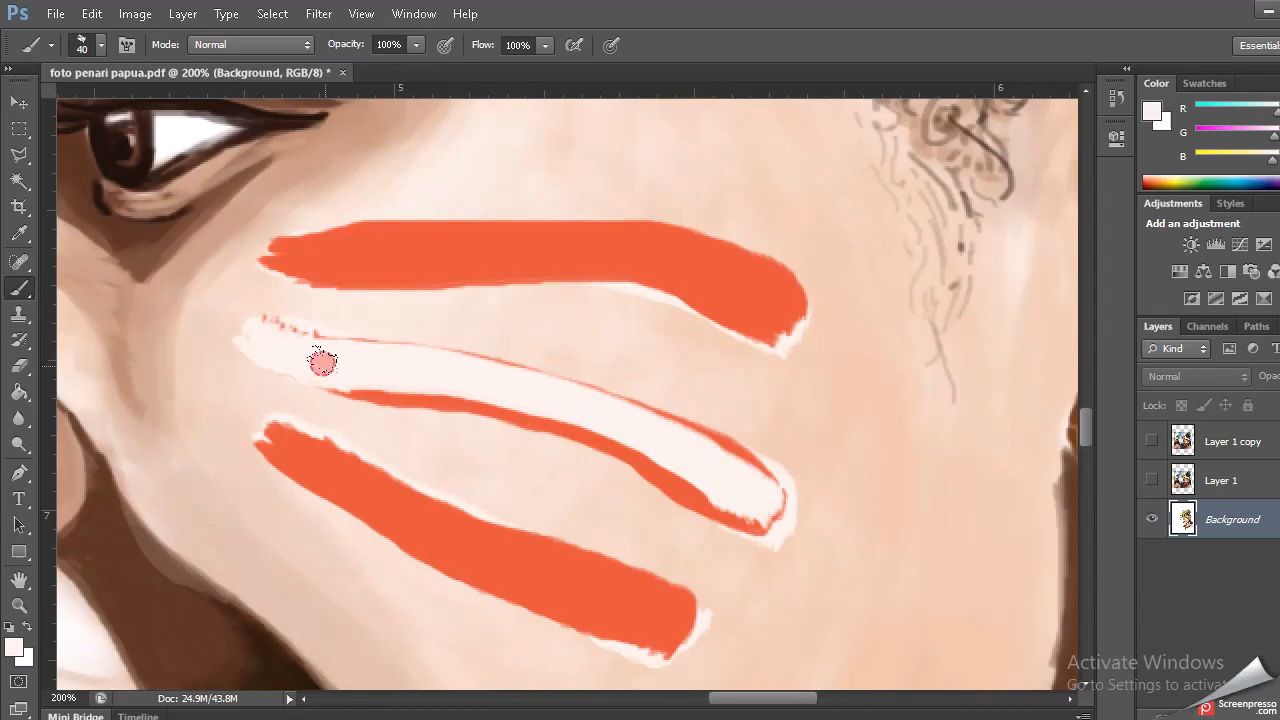 Ps File Edit Image Layer Type Select Filter View Window Help
40 Mode: Normal Opacity: 100% Flow: 100% Essential
foto penari papua.pdf @ 200% (Background, RGB/8) * ×
5 6
7
Color Swatches
R
G
B
Adjustments Styles
Add an adjustment
Layers Channels Paths
Kind
Normal Opac
Lock:
Layer 1 copy
Layer 1
Background
Activate Windows
Go to Settings to activat
200% Doc: 24.9M/43.8M
Mini Bridge Timeline
Screenpresso
.com